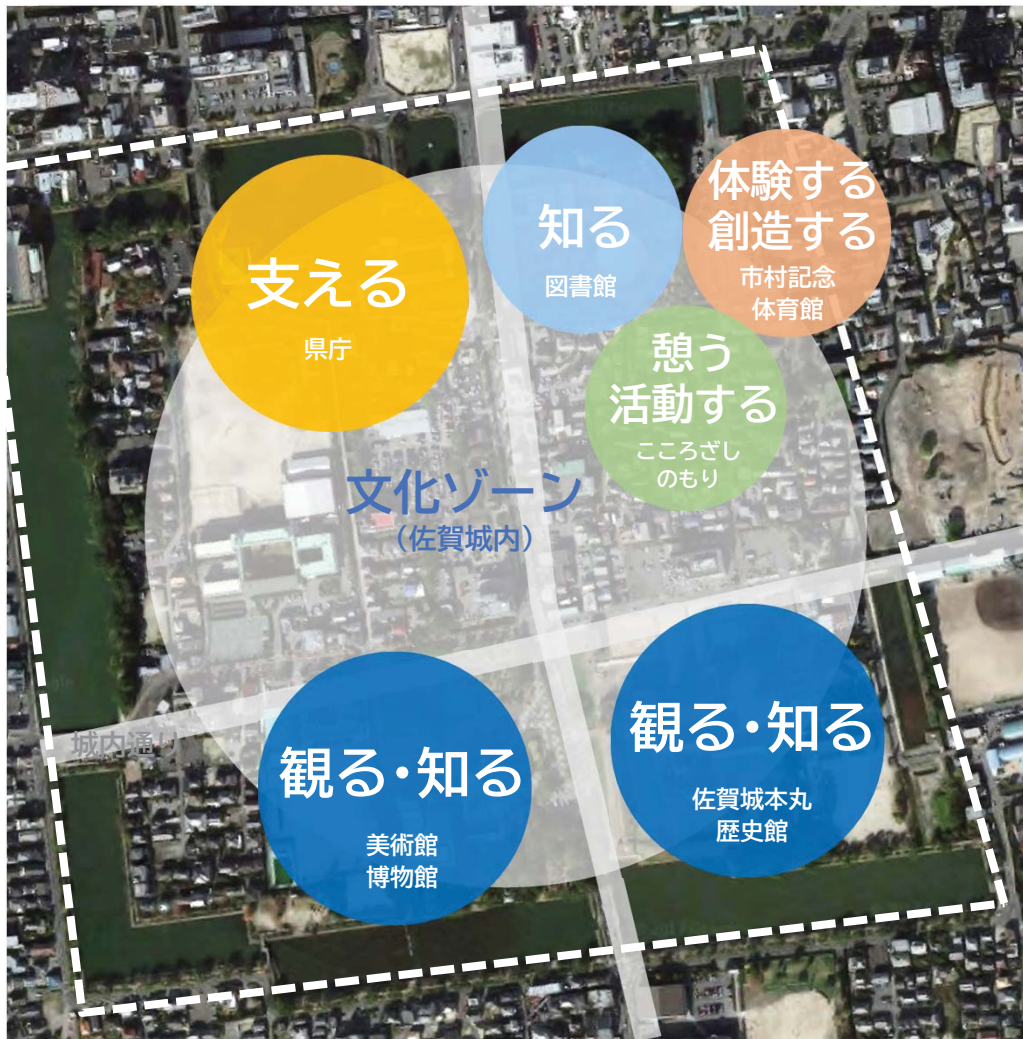 体験する
創造する
市村記念
体育館
知る
図書館
支える
県庁
憩う
活動する
こころざし
のもり
文化ゾーン
（佐賀城内）
城内通り
観る・知る
佐賀城本丸
歴史館
観る・知る
美術館
博物館